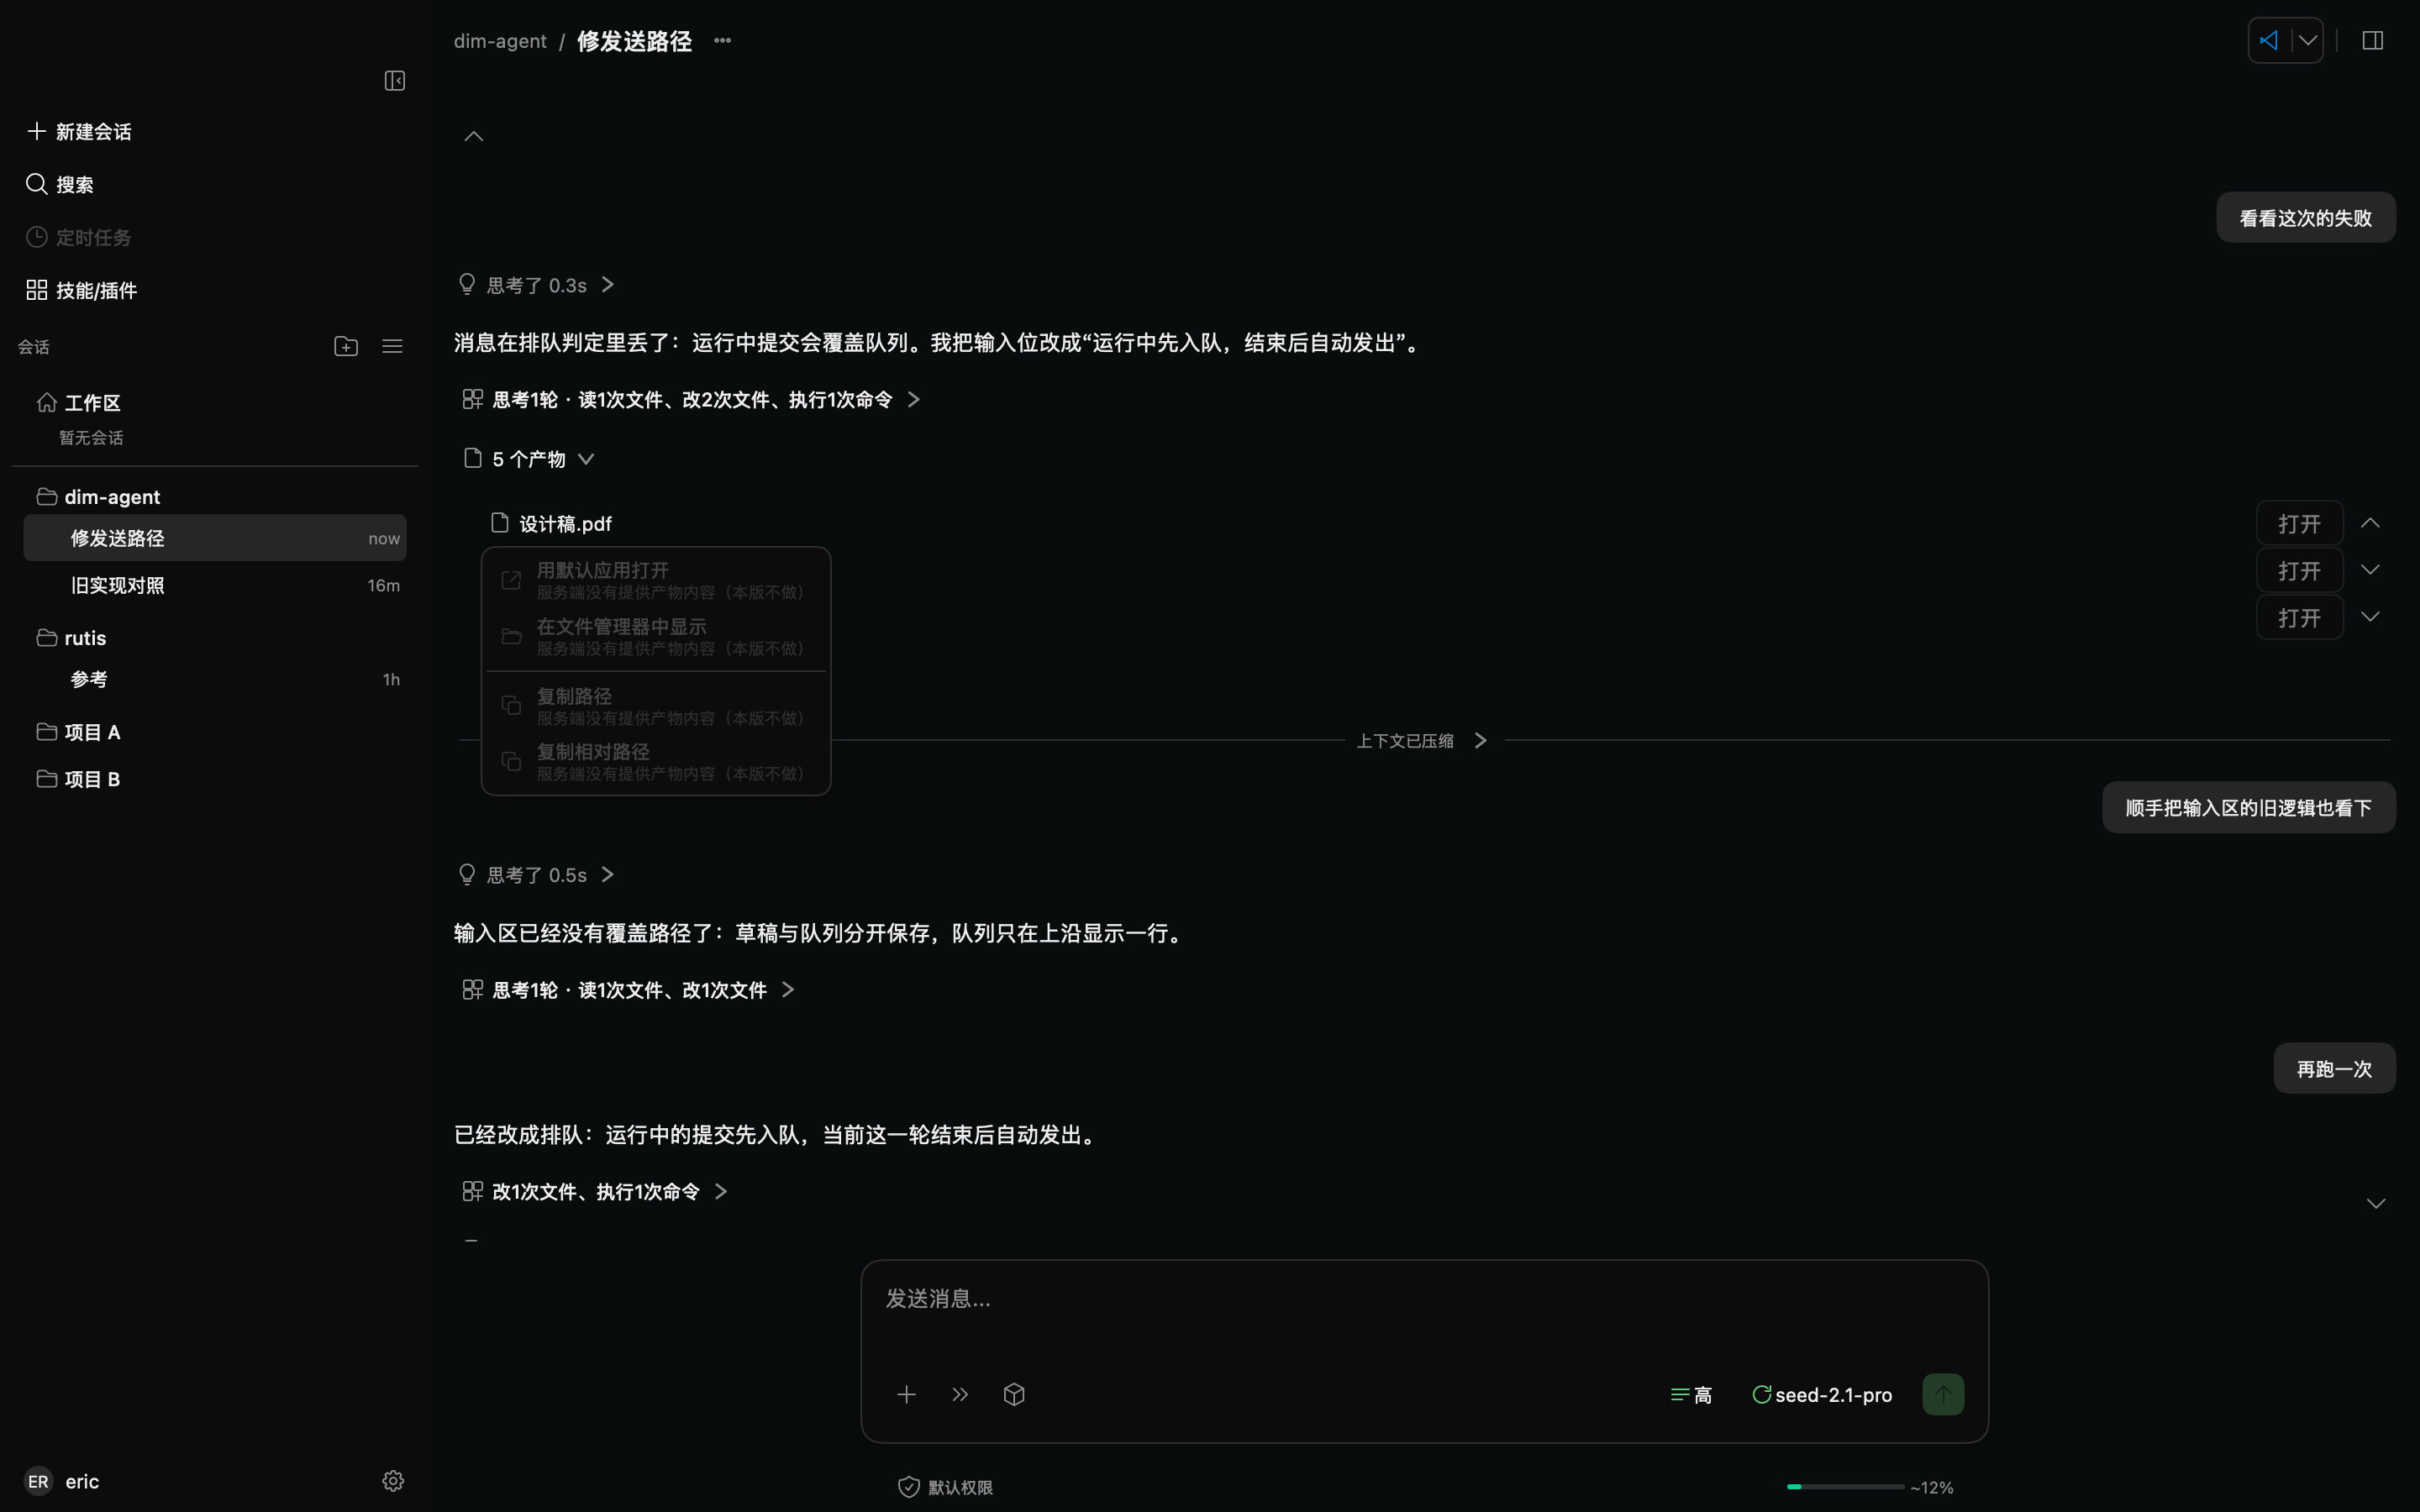 dim-agent / 修发送路径
新建会话
搜索
定时任务
技能/插件
会话
工作区
暂无会话
dim-agent
修发送路径 now
旧实现对照 16m
rutis
参考 1h
项目 A
项目 B
ER eric
看看这次的失败
思考了 0.3s
消息在排队判定里丢了：运行中提交会覆盖队列。我把输入位改成“运行中先入队，结束后自动发出”。
思考1轮 · 读1次文件、改2次文件、执行1次命令
5 个产物
设计稿.pdf 打开
打开
打开
用默认应用打开
服务端没有提供产物内容（本版不做）
在文件管理器中显示
服务端没有提供产物内容（本版不做）
复制路径
服务端没有提供产物内容（本版不做）
复制相对路径
服务端没有提供产物内容（本版不做）
上下文已压缩
顺手把输入区的旧逻辑也看下
思考了 0.5s
输入区已经没有覆盖路径了：草稿与队列分开保存，队列只在上沿显示一行。
思考1轮 · 读1次文件、改1次文件
再跑一次
已经改成排队：运行中的提交先入队，当前这一轮结束后自动发出。
改1次文件、执行1次命令
发送消息...
高 seed-2.1-pro
默认权限 ~12%